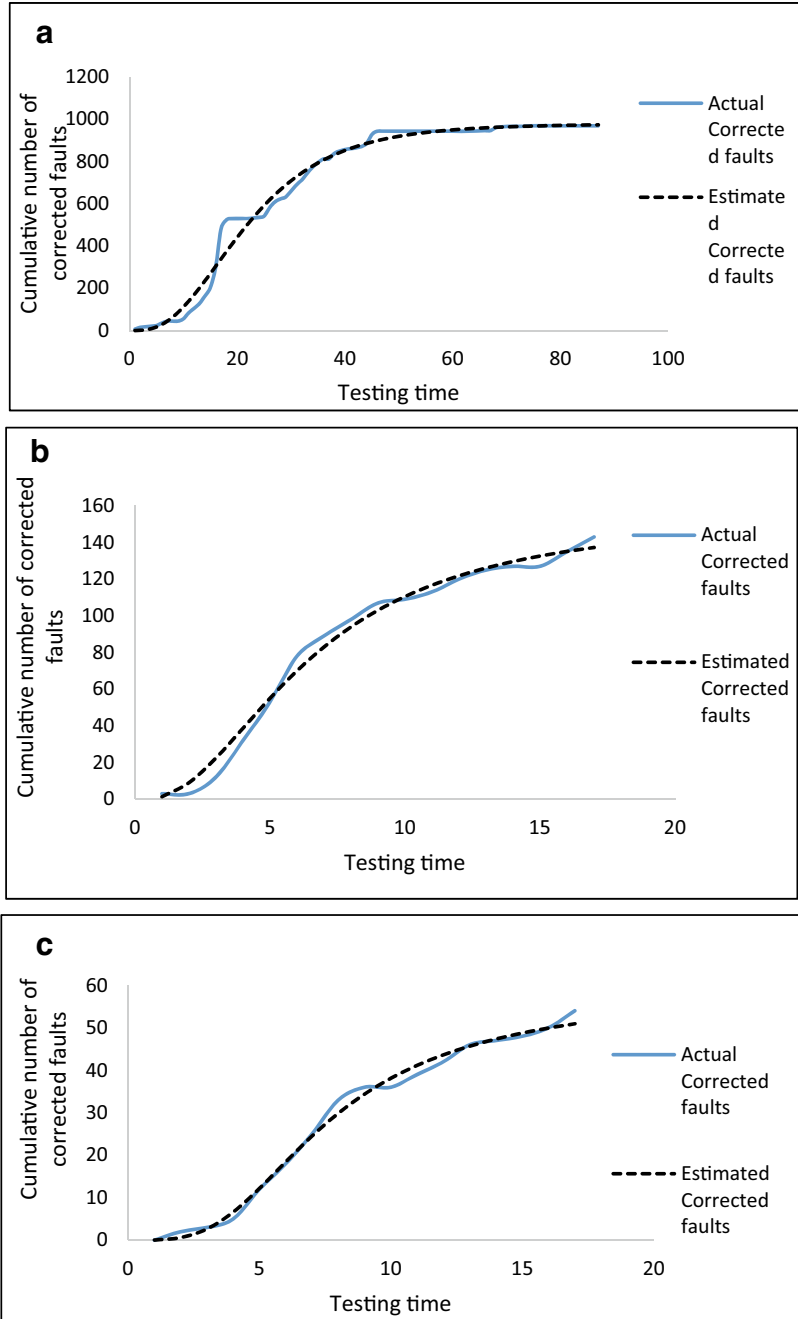 a
Cumulative number of
corrected faults
1200
1000
800
600
400
200
0
0 20 40 60 80 100
Testing time
Actual
Correcte
d faults
Estimate
d
Correcte
d faults
b
Cumulative number of corrected
faults
160
140
120
100
80
60
40
20
0
0 5 10 15 20
Testing time
Actual
Corrected
faults
Estimated
Corrected
faults
c
Cumulative number of
corrected faults
60
50
40
30
20
10
0
0 5 10 15 20
Testing time
Actual
Corrected
faults
Estimated
Corrected
faults